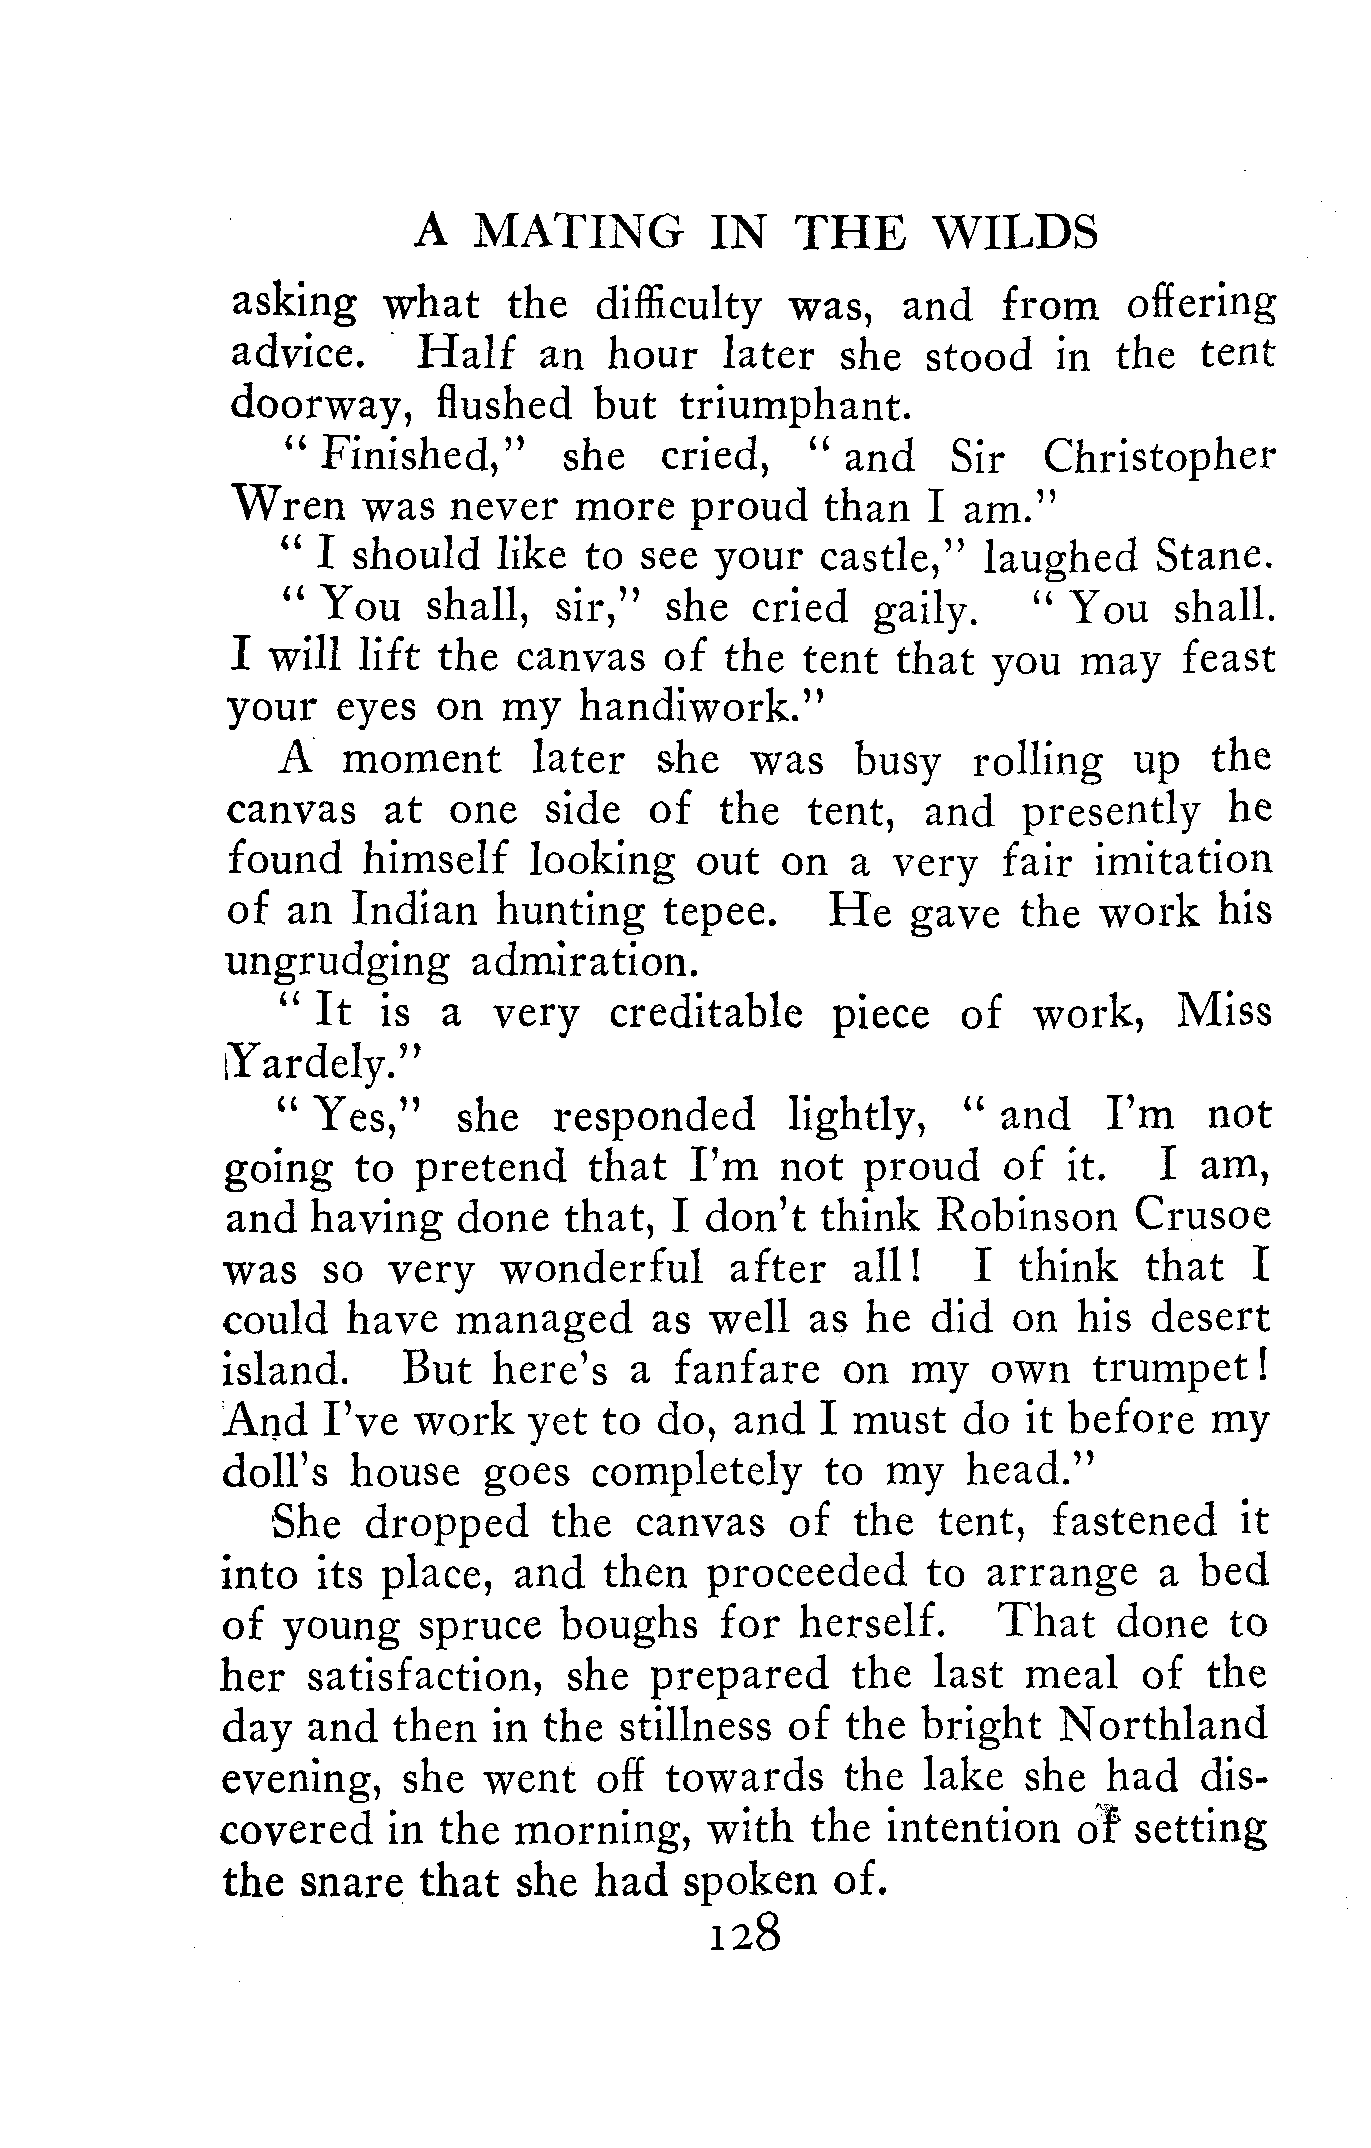 A MATING IN THE WILDS
asking what the difficulty was, and from offering
advice. Half an hour later she stood in the tent
doorway, flushed but triumphant.
“ Finished,” she cried, “ and Sir Christopher
Wren was never more proud than I am.”
“ I should like to see your castle,” laughed Stane.
“ You shall, sir,” she cried gaily. “ You shall.
I will lift the canvas of the tent that you may feast
your eyes on my handiwork.”
A moment later she was busy rolling up the
canvas at one side of the tent, and presently he
found himself looking out on a very fair imitation
of an Indian hunting tepee. He gave the work his
ungrudging admiration.
“ It is a very creditable piece of work, Miss
Yardely.”
“ Yes,” she responded lightly, “ and I’m not
going to pretend that I’m not proud of it. I am,
and having done that, I don’t think Robinson Crusoe
was so very wonderful after all! I think that I
could have managed as well as he did on his desert
island. But here’s a fanfare on my own trumpet!
And I’ve work yet to do, and I must do it before my
doll’s house goes completely to my head.”
She dropped the canvas of the tent, fastened it
into its place, and then proceeded to arrange a bed
of young spruce boughs for herself. That done to
her satisfaction, she prepared the last meal of the
day and then in the stillness of the bright Northland
evening, she went off towards the lake she had dis-
covered in the morning, with the intention of setting
the snare that she had spoken of.
128